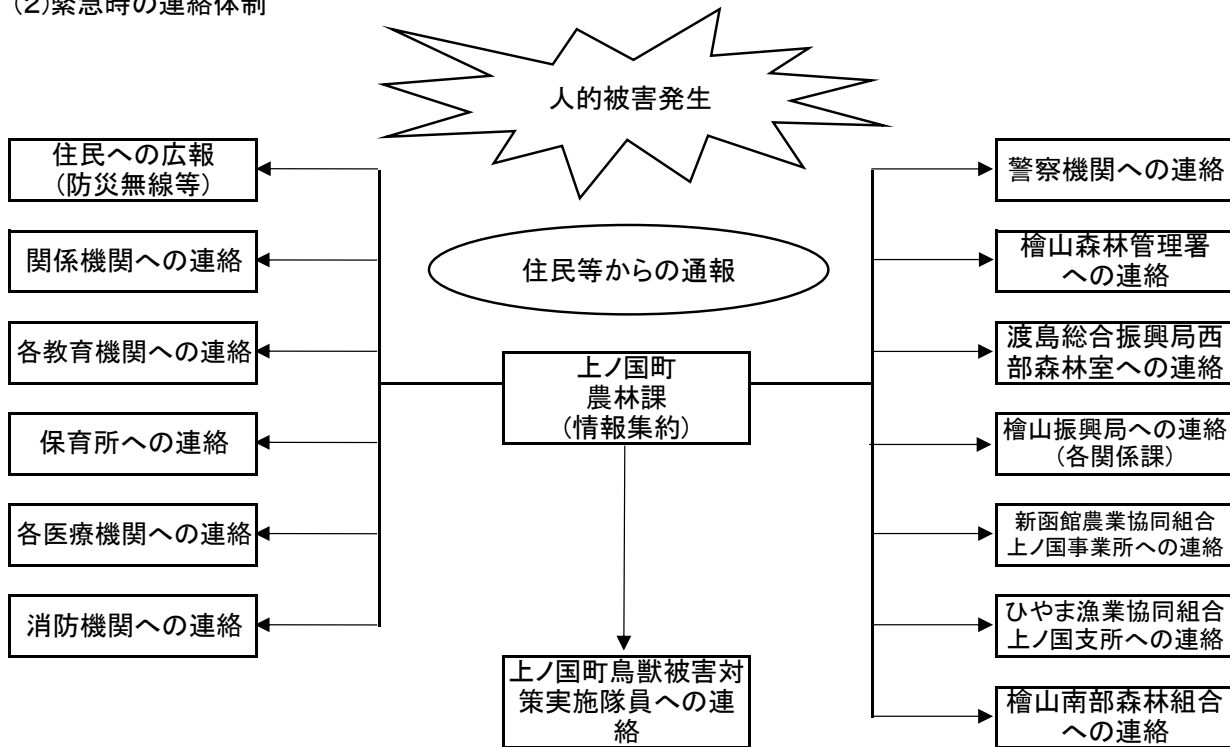 (2)緊急時の連絡体制
人的被害発生
住民等からの通報
上ノ国町
農林課
(情報集約)
上ノ国町鳥獣被害対
策実施隊員への連
絡
住民への広報
(防災無線等)
関係機関への連絡
各教育機関への連絡
保育所への連絡
各医療機関への連絡
消防機関への連絡
警察機関への連絡
檜山森林管理署
への連絡
渡島総合振興局西
部森林室への連絡
檜山振興局への連絡
(各関係課)
新函館農業協同組合
上ノ国事業所への連絡
ひやま漁業協同組合
上ノ国支所への連絡
檜山南部森林組合
への連絡